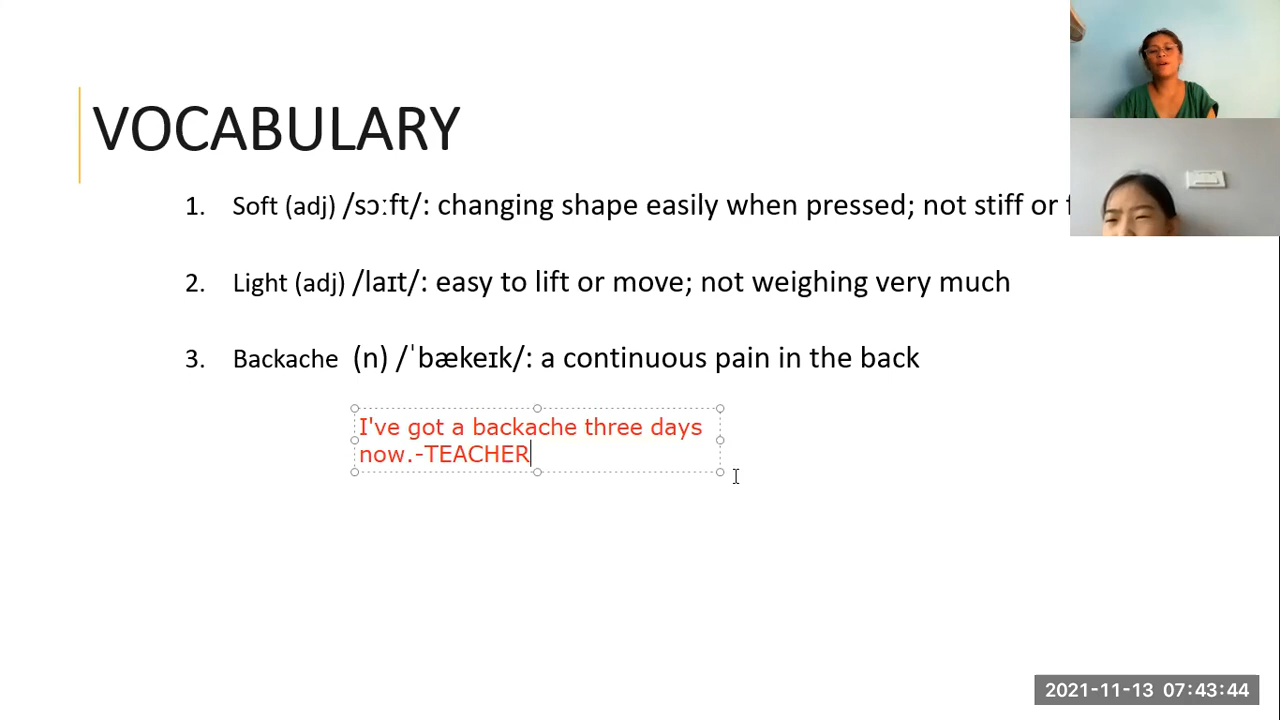 VOCABULARY
1. Soft (adj) /sɔːft/: changing shape easily when pressed; not stiff or
2. Light (adj) /laɪt/: easy to lift or move; not weighing very much
3. Backache (n) /ˈbækeɪk/: a continuous pain in the back
I've got a backache three days
now.-TEACHER
2021-11-13 07:43:44